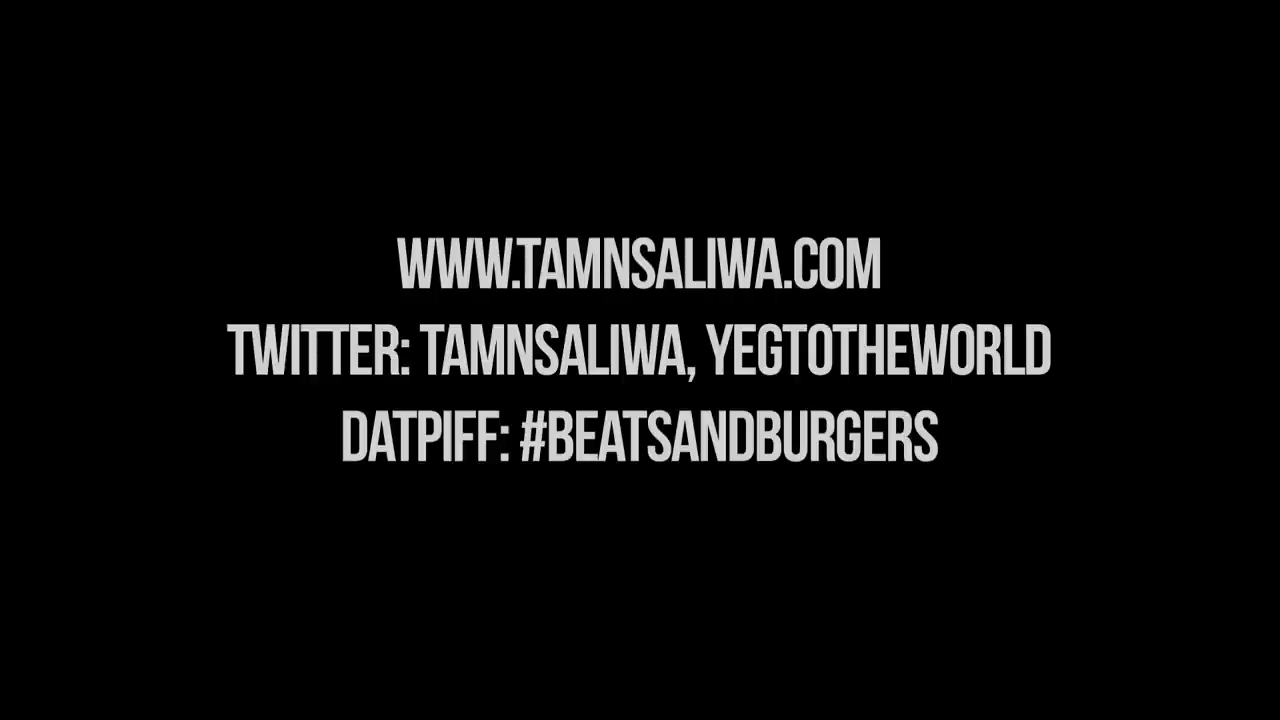 WWW.TAMNSALIWA.COM
TWITTER: TAMNSALIWA, YEGTOTHEWORLD
DATPIFF: #BEATSANDBURGERS